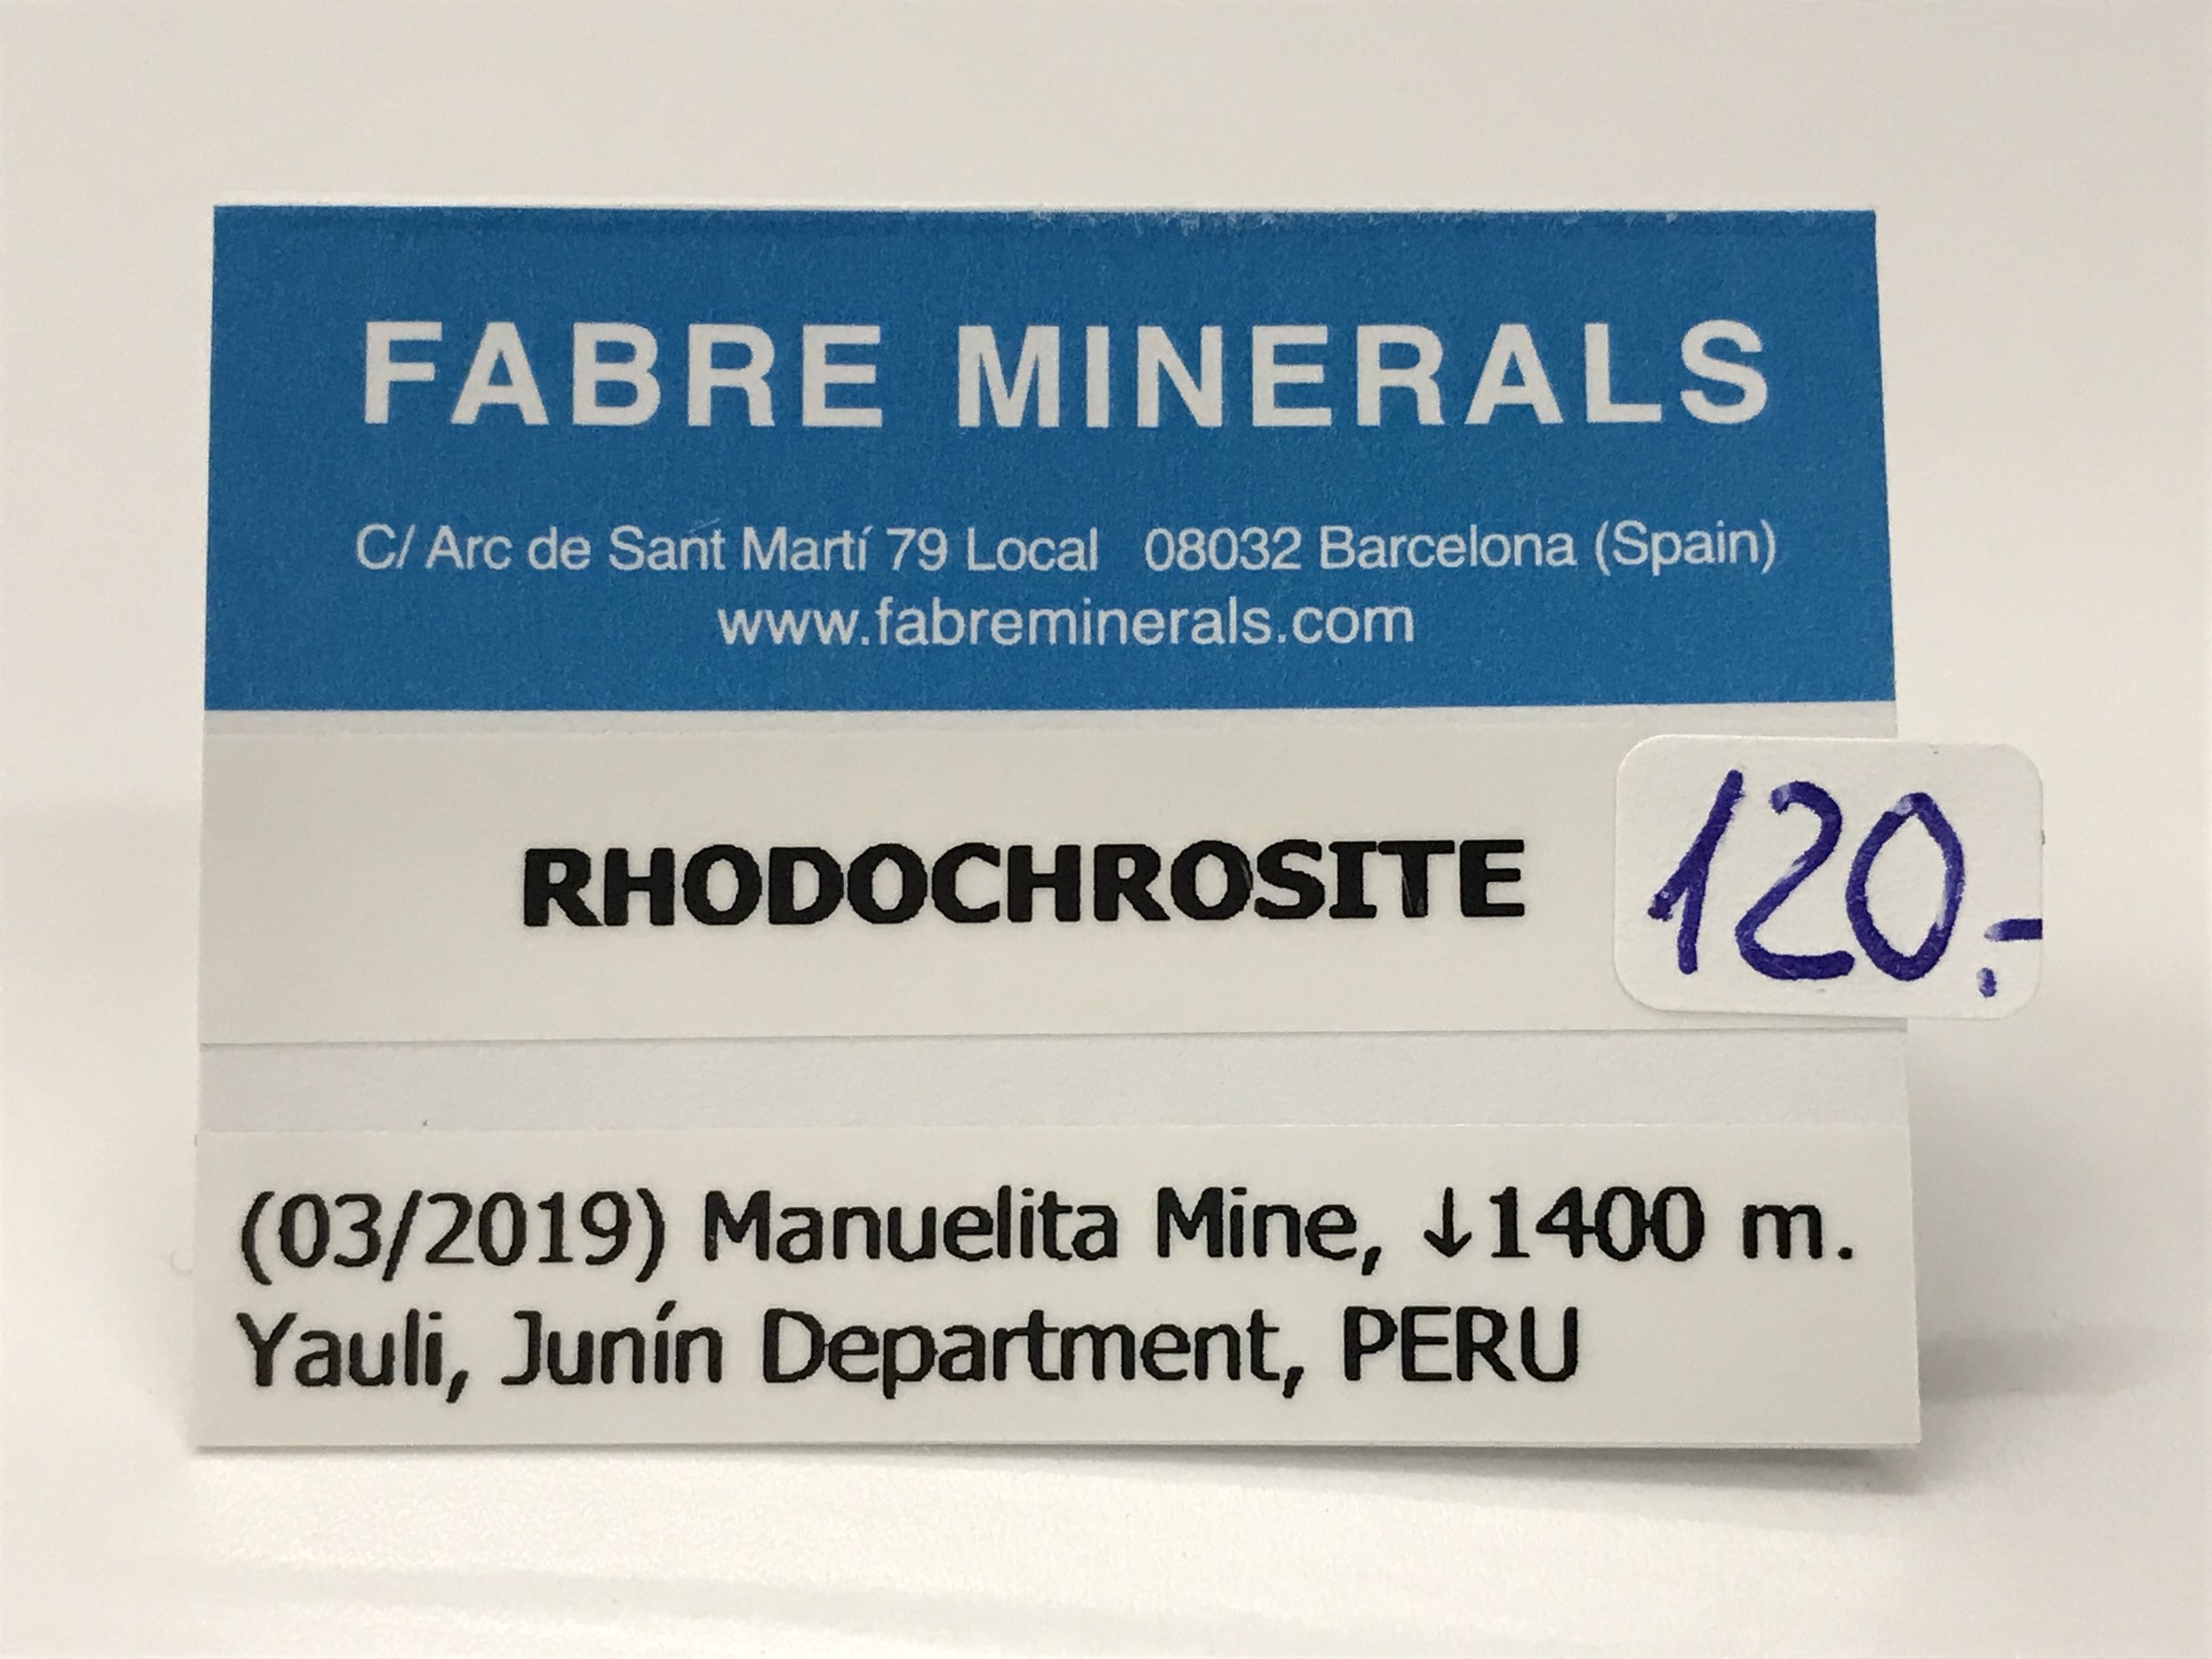 FABRE MINERALS
C/ Arc de Sant Martí 79 Local 08032 Barcelona (Spain)
www.fabreminerals.com
RHODOCHROSITE
120.-
(03/2019) Manuelita Mine, ↓1400 m.
Yauli, Junín Department, PERU